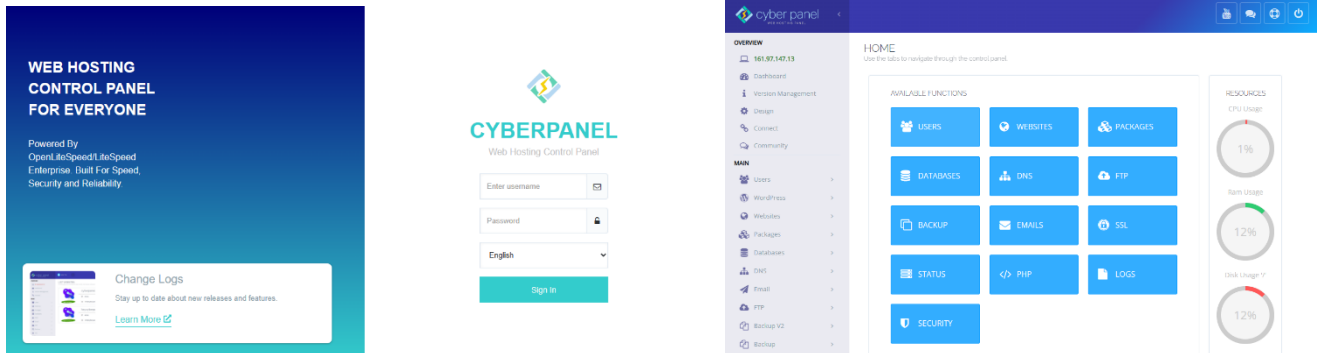 WEB HOSTING
CONTROL PANEL
FOR EVERYONE
Powered By
OpenLiteSpeed/LiteSpeed
Enterprise. Built For Speed,
Security and Reliability.
Change Logs
Stay up to date about new releases and features.
Learn More
CYBERPANEL
Web Hosting Control Panel
Enter username
Password
English
Sign In
cyber panel
WEB HOSTING PANEL
OVERVIEW
161.97.147.13
Dashboard
Version Management
Design
Connect
Community
MAIN
Users
WordPress
Websites
Packages
Databases
DNS
Email
FTP
Backup V2
Backup
HOME
Use the tabs to navigate through the control panel.
AVAILABLE FUNCTIONS
USERS
WEBSITES
PACKAGES
DATABASES
DNS
FTP
BACKUP
EMAILS
SSL
STATUS
PHP
LOGS
SECURITY
RESOURCES
CPU Usage
1%
Ram Usage
12%
Disk Usage '/'
12%